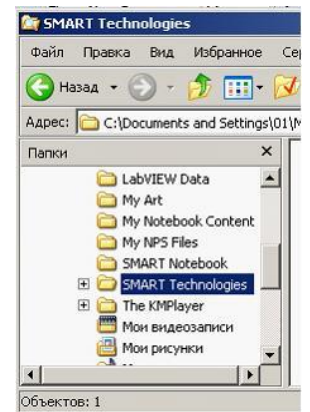 SMART Technologies
Файл Правка Вид Избранное
Назад
Адрес: C:\Documents and Settings\01\
Папки
LabVIEW Data
My Art
My Notebook Content
My NPS Files
SMART Notebook
SMART Technologies
The KMPlayer
Мои видеозаписи
Мои рисунки
Объектов: 1